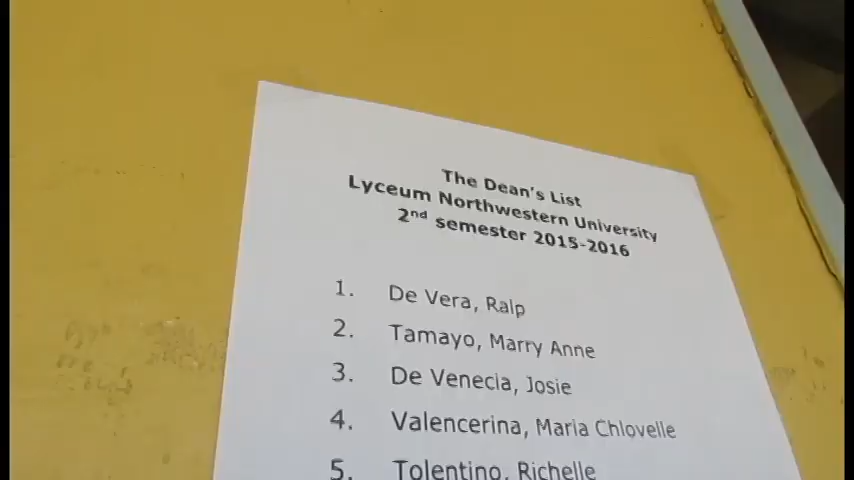 The Dean's List
Lyceum Northwestern University
2nd semester 2015-2016
1. De Vera, Ralp
2. Tamayo, Marry Anne
3. De Venecia, Josie
4. Valencerina, Maria Chlovelle
5. Tolentino, Richelle